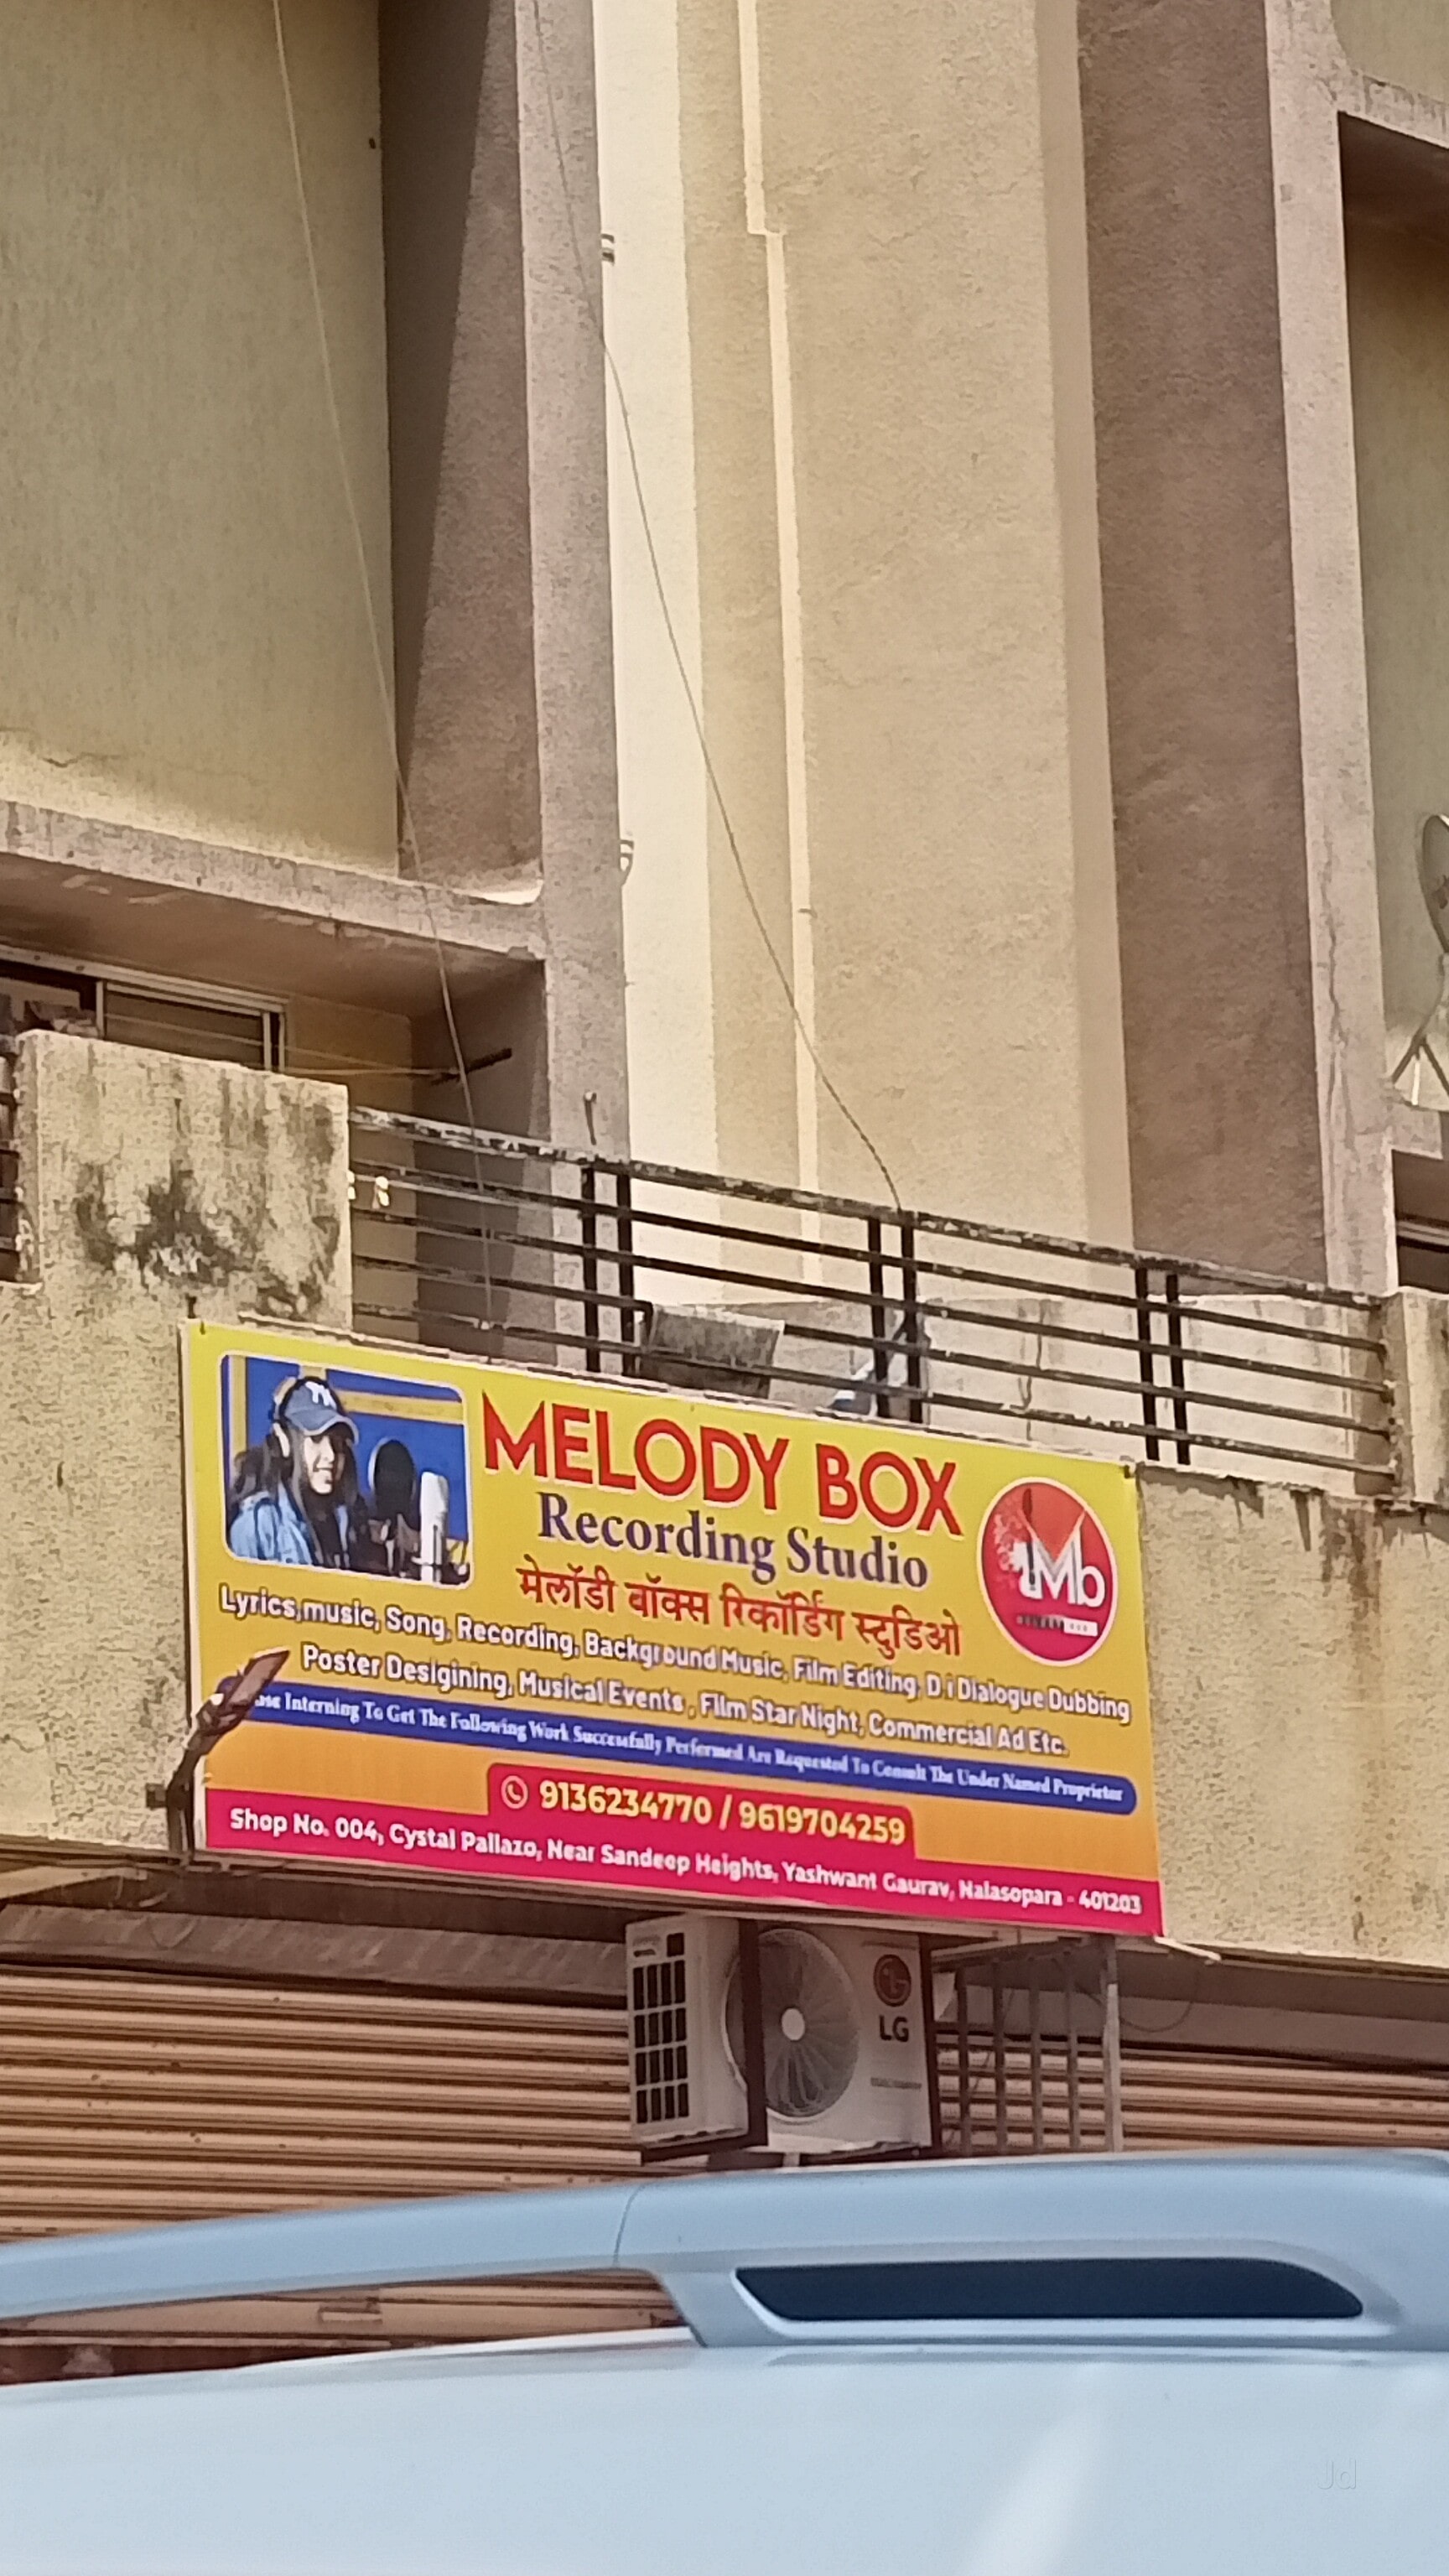 MELODY BOX
Recording Studio
मेलॉडी बॉक्स रिकॉर्डिंग स्टुडिओ
Mb
Lyrics,music, Song, Recording, Background Music, Film Editing, D i Dialogue Dubbing
Poster Desigining, Musical Events , Film Star Night, Commercial Ad Etc.
Interning To Get The Following Work Successfully Performed Are Requested To Consult The Under Named Proprietor
9136234770 / 9619704259
Shop No. 004, Cystal Pallazo, Near Sandeep Heights, Yashwant Gaurav, Nalasopara - 401203
LG
Jd